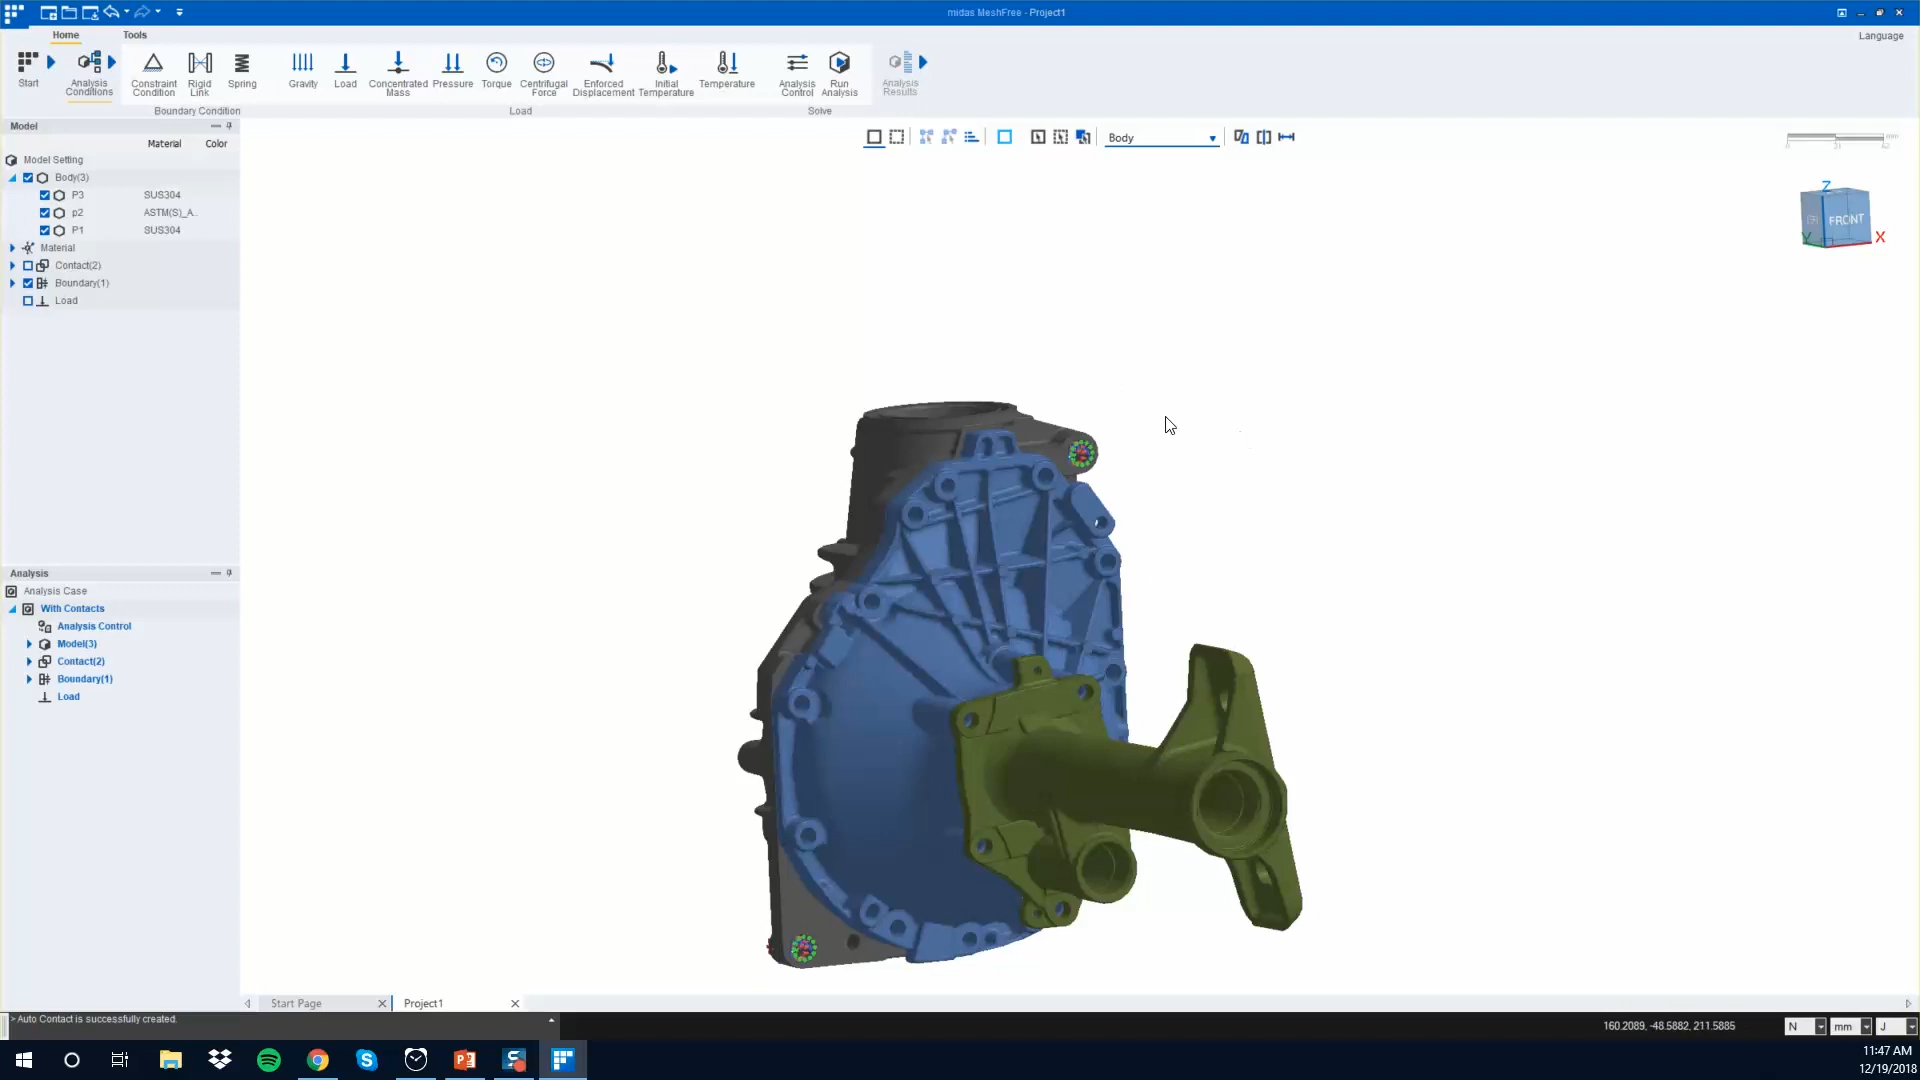 midas MeshFree - Project1
Home
Tools
Language
Start
Analysis Conditions
Constraint Condition
Rigid Link
Spring
Gravity
Load
Concentrated Mass
Pressure
Torque
Centrifugal Force
Enforced Displacement
Initial Temperature
Temperature
Analysis Control
Run Analysis
Analysis Results
Boundary Condition
Load
Solve
Model
Material
Color
Model Setting
Body(3)
P3 SUS304
p2 ASTM(S)_A..
P1 SUS304
Material
Contact(2)
Boundary(1)
Load
Body
Z
FRONT
Y
X
Analysis
Analysis Case
With Contacts
Analysis Control
Model(3)
Contact(2)
Boundary(1)
Load
Start Page
Project1
> Auto Contact is successfully created.
160.2089, -48.5882, 211.5885
N
mm
J
11:47 AM
12/19/2018